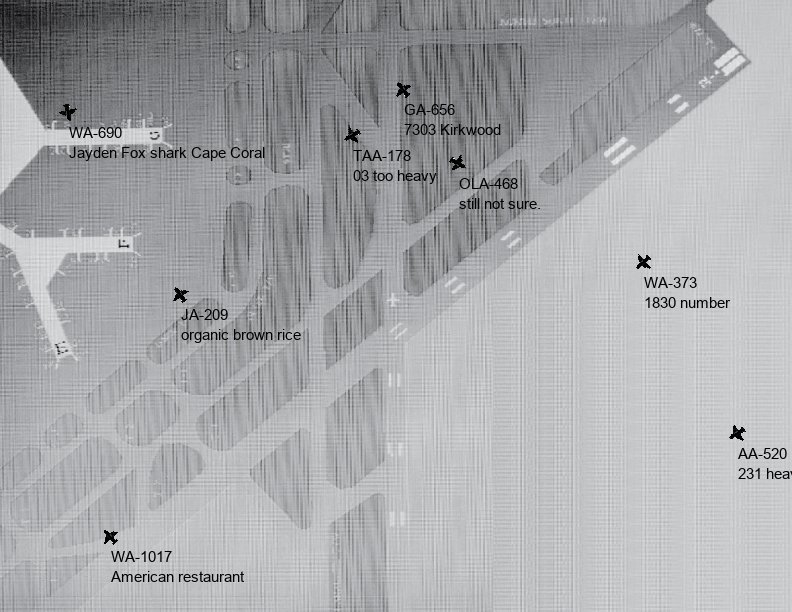 GA-656
7303 Kirkwood
WA-690
Jayden Fox shark Cape Coral
TAA-178
03 too heavy
OLA-468
still not sure.
WA-373
1830 number
JA-209
organic brown rice
AA-520
231
WA-1017
American restaurant